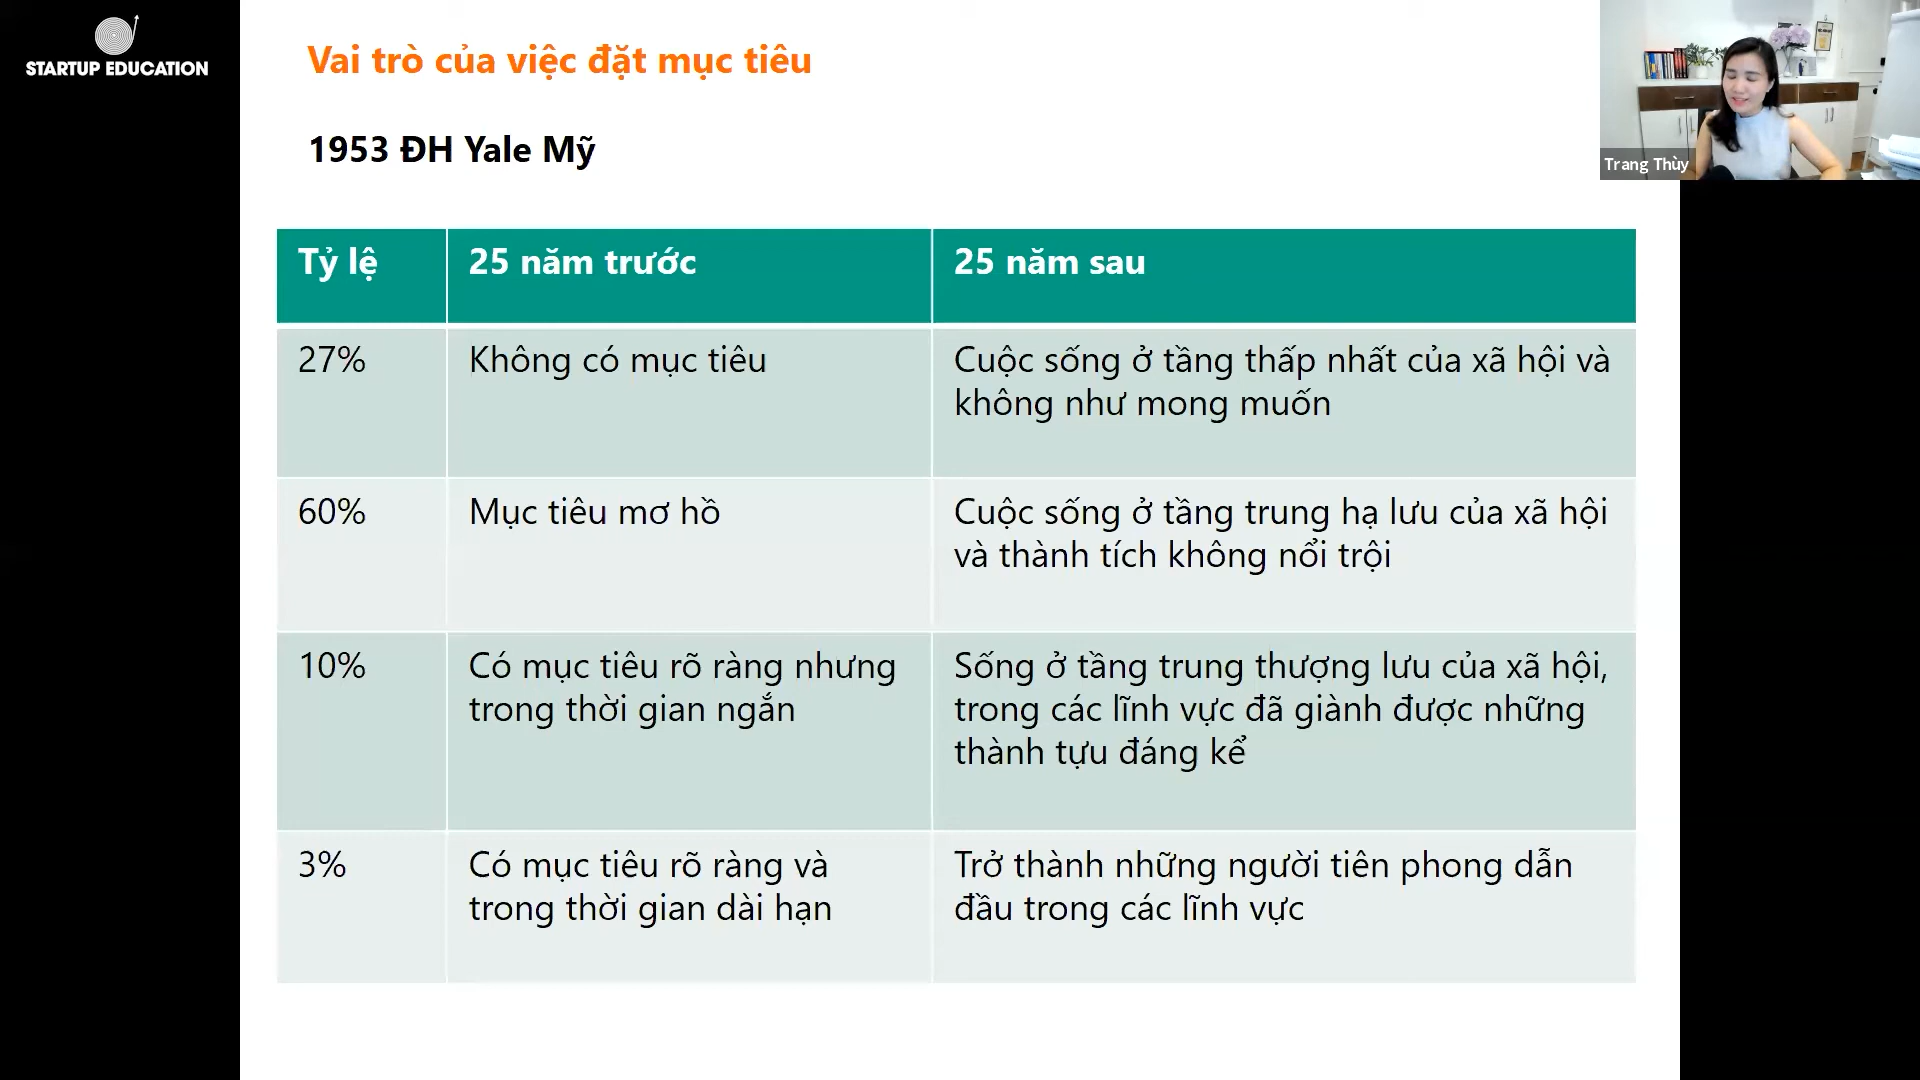 STARTUP EDUCATION
Vai trò của việc đặt mục tiêu
1953 ĐH Yale Mỹ
Trang Thùy
Tỷ lệ
25 năm trước
25 năm sau
27%
Không có mục tiêu
Cuộc sống ở tầng thấp nhất của xã hội và
không như mong muốn
60%
Mục tiêu mơ hồ
Cuộc sống ở tầng trung hạ lưu của xã hội
và thành tích không nổi trội
10%
Có mục tiêu rõ ràng nhưng
trong thời gian ngắn
Sống ở tầng trung thượng lưu của xã hội,
trong các lĩnh vực đã giành được những
thành tựu đáng kể
3%
Có mục tiêu rõ ràng và
trong thời gian dài hạn
Trở thành những người tiên phong dẫn
đầu trong các lĩnh vực